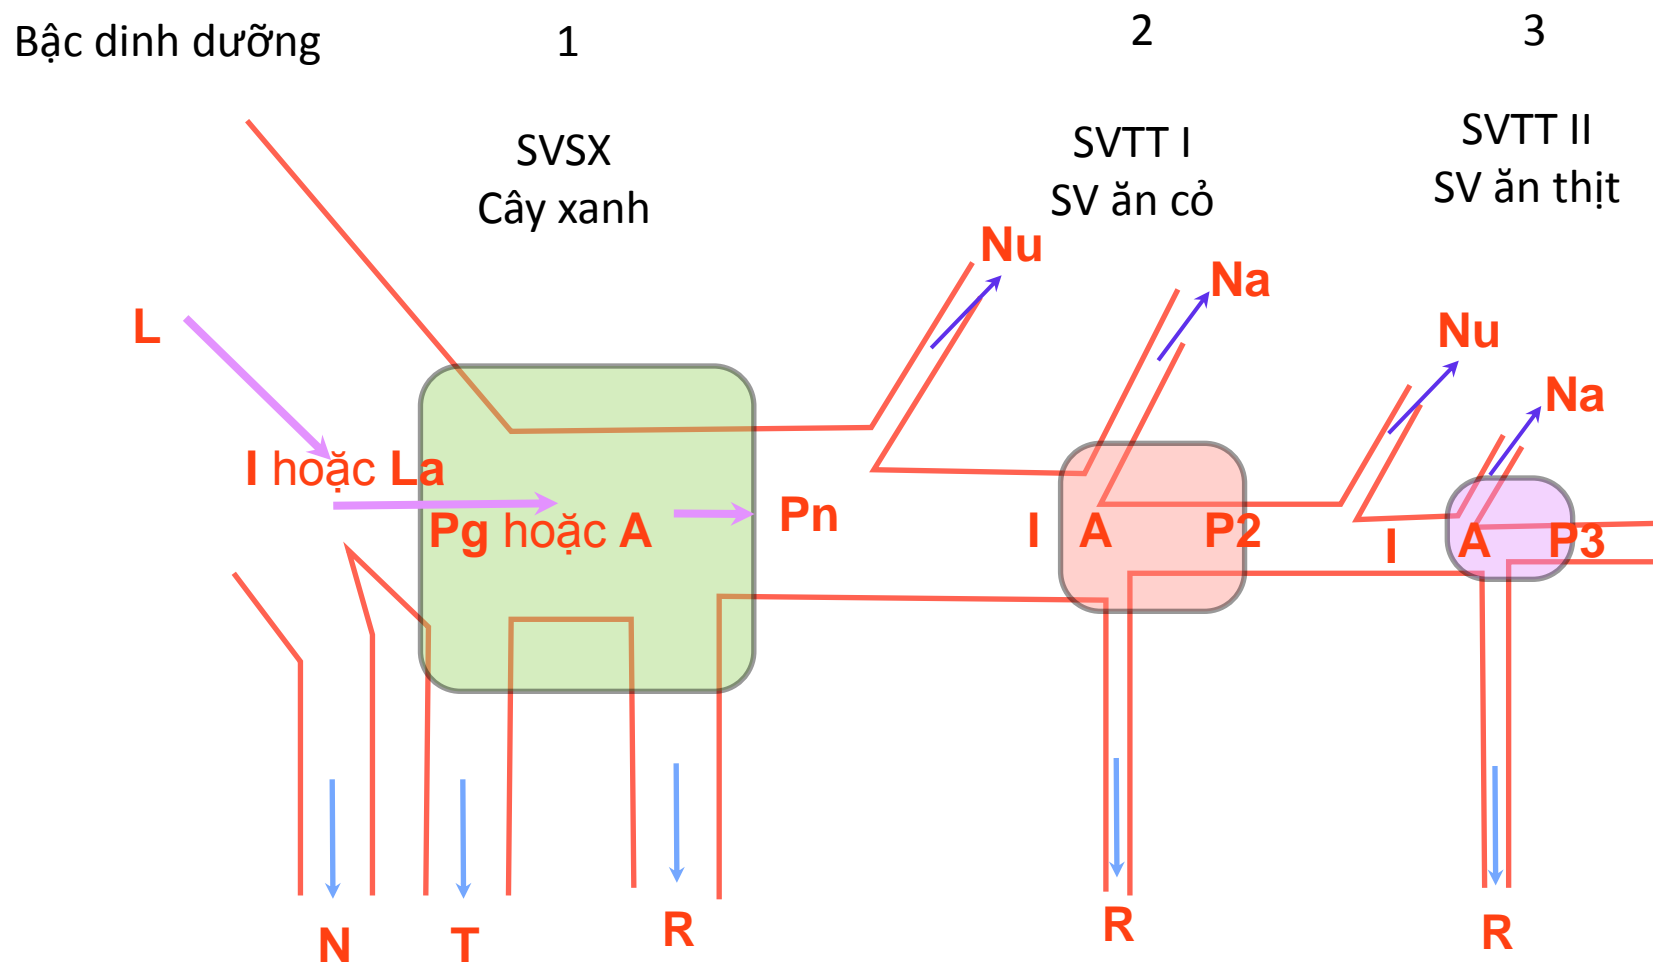 Bậc dinh dưỡng
1
2
3
SVSX
Cây xanh
SVTT I
SV ăn cỏ
SVTT II
SV ăn thịt
Nu
Na
Nu
Na
L
I hoặc La
Pg hoặc A
Pn
I
A
P2
I
A
P3
N
T
R
R
R